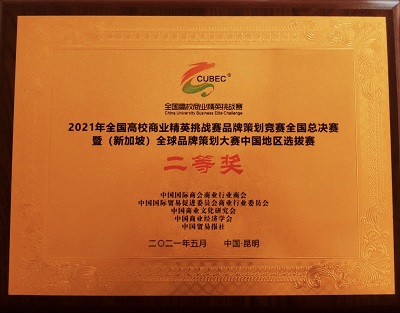 CUBEC®
全国高校商业精英挑战赛
China University Business Elite Challenge
2021年全国高校商业精英挑战赛品牌策划竞赛全国总决赛
暨（新加坡）全球品牌策划大赛中国地区选拔赛
二等奖
中国国际商会商业行业商会
中国国际贸易促进委员会商业行业委员会
中国商业文化研究会
中国商业经济学会
中国贸易报社
二〇二一年五月 中国·昆明